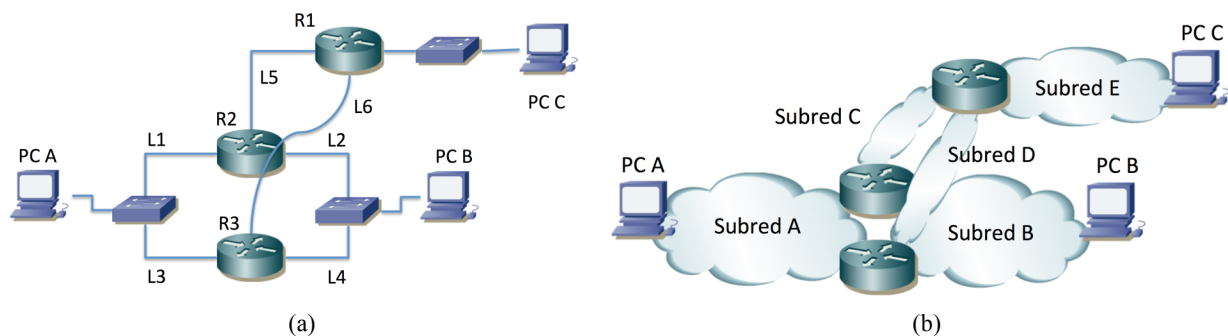 R1
L5
L6
PC C
R2
L1
L2
PC A
PC B
R3
L3
L4
(a)
PC C
Subred E
Subred C
Subred D
PC A
PC B
Subred A
Subred B
(b)